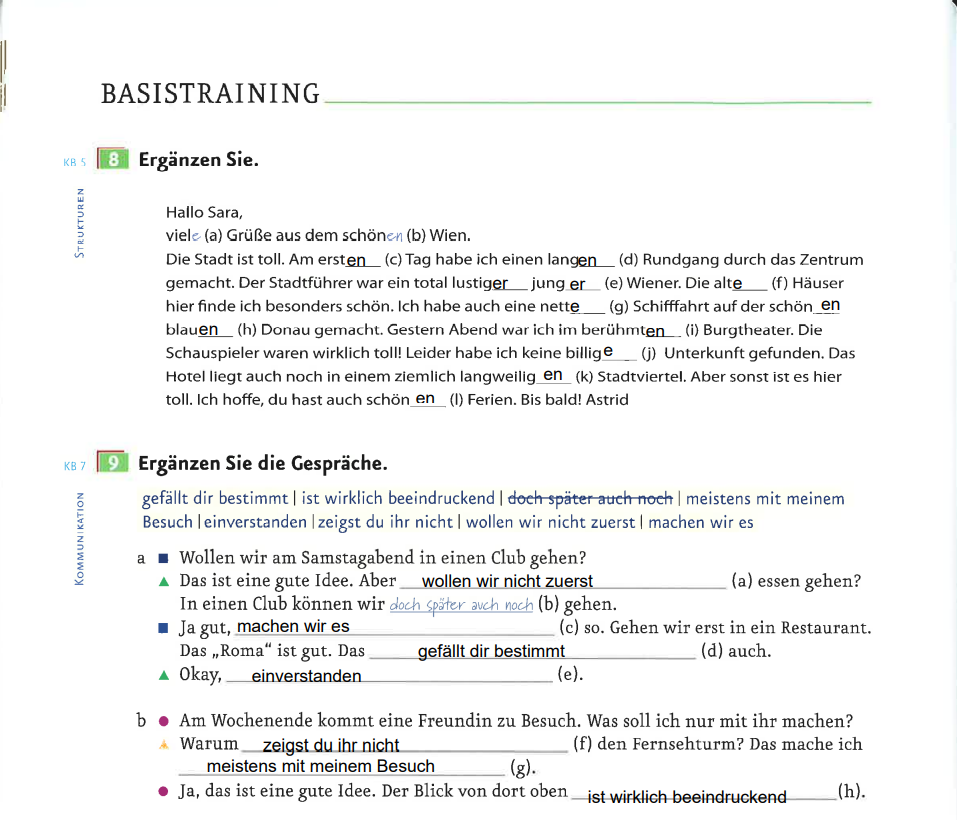 BASISTRAINING
KB 5 8 Ergänzen Sie.
STRUKTUREN
Hallo Sara,
viele (a) Grüße aus dem schönen (b) Wien.
Die Stadt ist toll. Am ersten (c) Tag habe ich einen langen (d) Rundgang durch das Zentrum
gemacht. Der Stadtführer war ein total lustiger junger (e) Wiener. Die alte (f) Häuser
hier finde ich besonders schön. Ich habe auch eine nette (g) Schifffahrt auf der schönen
blauen (h) Donau gemacht. Gestern Abend war ich im berühmten (i) Burgtheater. Die
Schauspieler waren wirklich toll! Leider habe ich keine billige (j) Unterkunft gefunden. Das
Hotel liegt auch noch in einem ziemlich langweiligen (k) Stadtviertel. Aber sonst ist es hier
toll. Ich hoffe, du hast auch schönen (l) Ferien. Bis bald! Astrid
KB 7 9 Ergänzen Sie die Gespräche.
KOMMUNIKATION
gefällt dir bestimmt | ist wirklich beeindruckend | doch später auch noch | meistens mit meinem
Besuch | einverstanden | zeigst du ihr nicht | wollen wir nicht zuerst | machen wir es
a Wollen wir am Samstagabend in einen Club gehen?
Das ist eine gute Idee. Aber wollen wir nicht zuerst (a) essen gehen?
In einen Club können wir doch später auch noch (b) gehen.
Ja gut, machen wir es (c) so. Gehen wir erst in ein Restaurant.
Das „Roma“ ist gut. Das gefällt dir bestimmt (d) auch.
Okay, einverstanden (e).
b Am Wochenende kommt eine Freundin zu Besuch. Was soll ich nur mit ihr machen?
Warum zeigst du ihr nicht (f) den Fernsehturm? Das mache ich
meistens mit meinem Besuch (g).
Ja, das ist eine gute Idee. Der Blick von dort oben ist wirklich beeindruckend (h).